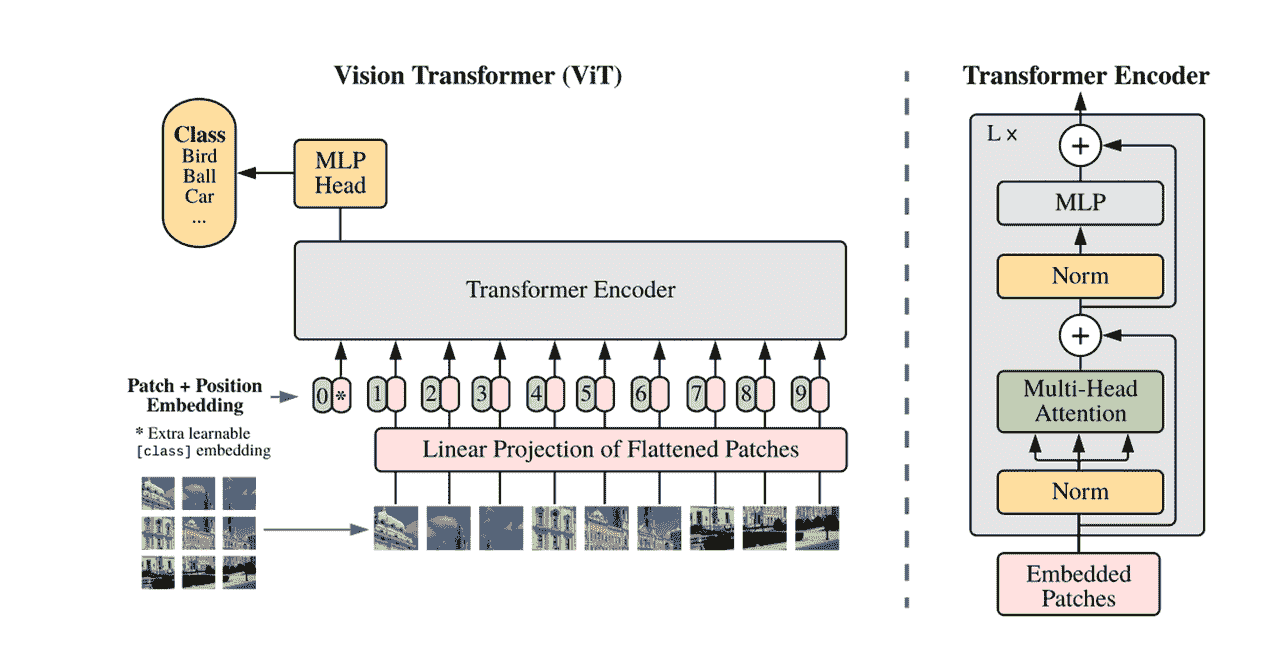 Vision Transformer (ViT)
Class
Bird
Ball
Car
...
MLP
Head
Transformer Encoder
Patch + Position
Embedding
0 * 1 2 3 4 5 6 7 8 9
* Extra learnable
[class] embedding
Linear Projection of Flattened Patches
Transformer Encoder
L ×
+
MLP
Norm
+
Multi-Head
Attention
Norm
Embedded
Patches